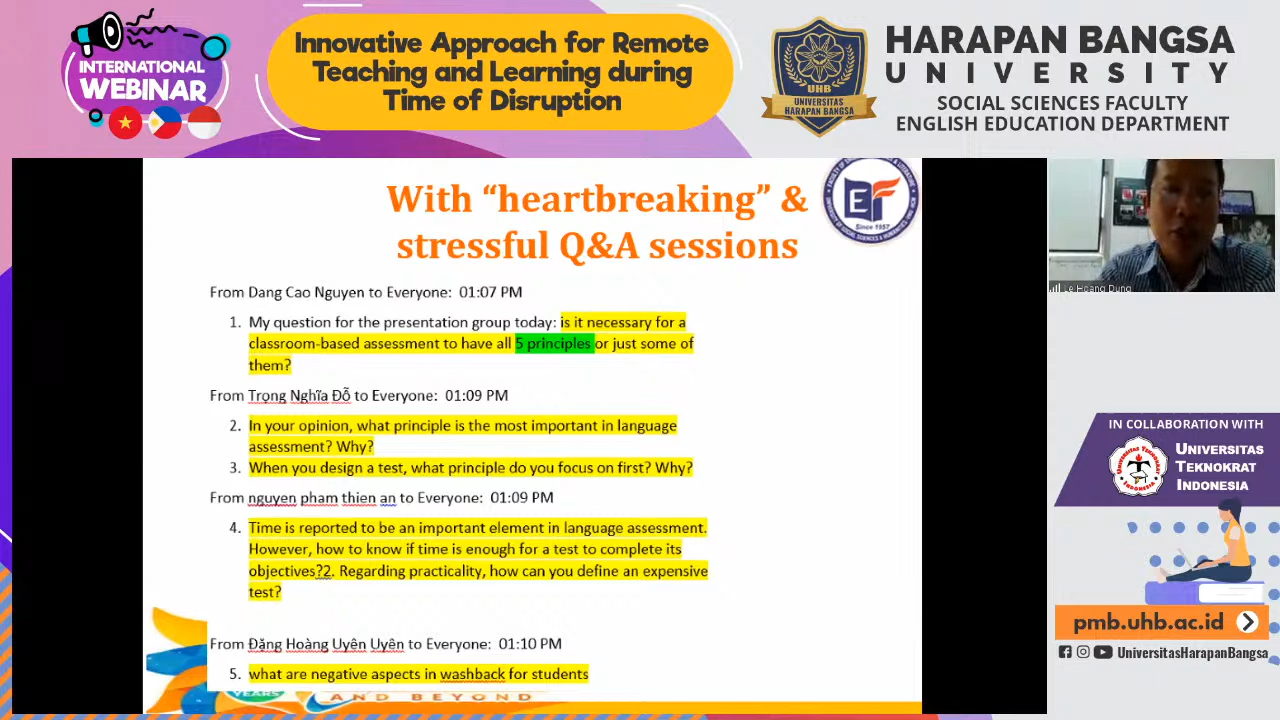 INTERNATIONAL
WEBINAR
Innovative Approach for Remote
Teaching and Learning during
Time of Disruption
UHB
UNIVERSITAS
HARAPAN BANGSA
HARAPAN BANGSA
UNIVERSITY
SOCIAL SCIENCES FACULTY
ENGLISH EDUCATION DEPARTMENT
With “heartbreaking” &
stressful Q&A sessions
EF
Since 1957
From Dang Cao Nguyen to Everyone: 01:07 PM
1. My question for the presentation group today: is it necessary for a
classroom-based assessment to have all 5 principles or just some of
them?
From Trọng Nghĩa Đỗ to Everyone: 01:09 PM
2. In your opinion, what principle is the most important in language
assessment? Why?
3. When you design a test, what principle do you focus on first? Why?
From nguyen pham thien an to Everyone: 01:09 PM
4. Time is reported to be an important element in language assessment.
However, how to know if time is enough for a test to complete its
objectives?2. Regarding practicality, how can you define an expensive
test?
From Đặng Hoàng Uyên Uyên to Everyone: 01:10 PM
5. what are negative aspects in washback for students
YEARS
AND BEYOND
Le Hoang Dung
IN COLLABORATION WITH
UNIVERSITAS
TEKNOKRAT
INDONESIA
pmb.uhb.ac.id
UniversitasHarapanBangsa